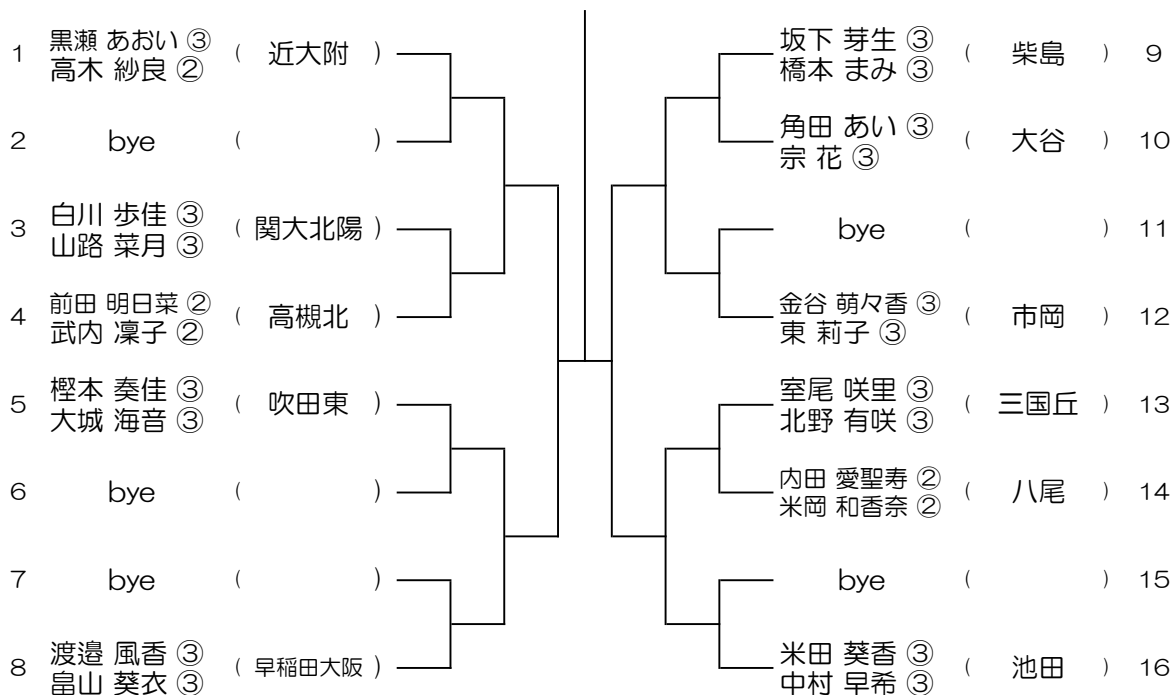 1 黒瀬 あおい ③
高木 紗良 ② ( 近大附 )
2 bye ( )
3 白川 歩佳 ③
山路 菜月 ③ ( 関大北陽 )
4 前田 明日菜 ②
武内 凜子 ② ( 高槻北 )
5 樫本 奏佳 ③
大城 海音 ③ ( 吹田東 )
6 bye ( )
7 bye ( )
8 渡邉 風香 ③
畠山 葵衣 ③ ( 早稲田大阪 )
坂下 芽生 ③
橋本 まみ ③ ( 柴島 ) 9
角田 あい ③
宗 花 ③ ( 大谷 ) 10
bye ( ) 11
金谷 萌々香 ③
東 莉子 ③ ( 市岡 ) 12
室尾 咲里 ③
北野 有咲 ③ ( 三国丘 ) 13
内田 愛聖寿 ②
米岡 和香奈 ② ( 八尾 ) 14
bye ( ) 15
米田 葵香 ③
中村 早希 ③ ( 池田 ) 16